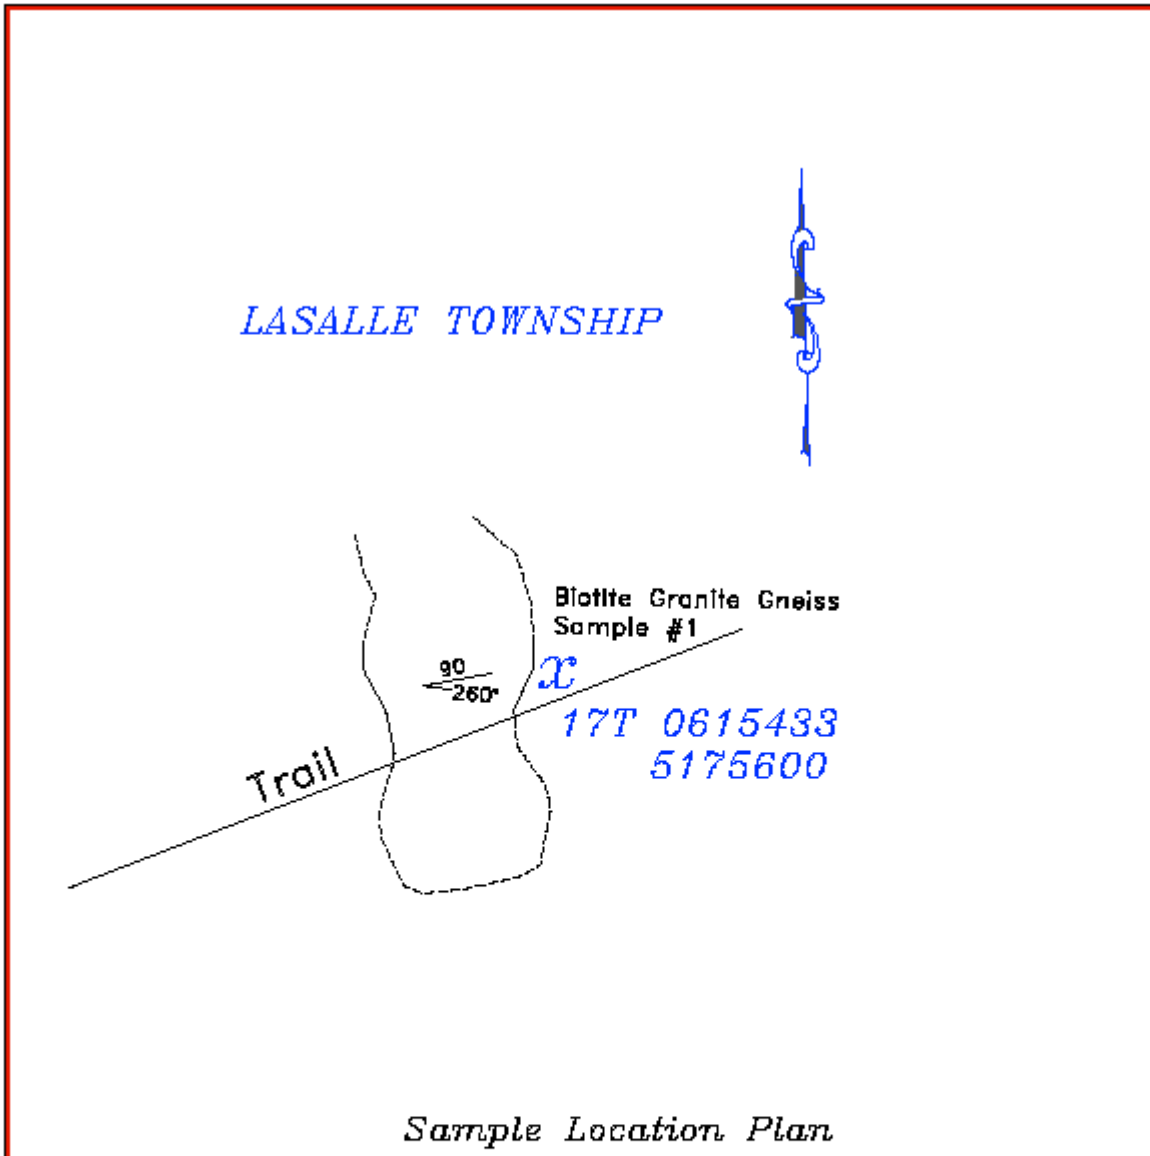 LASALLE TOWNSHIP
Biotite Granite Gneiss
Sample #1
90
260°
x
17T 0615433
5175600
Trail
Sample Location Plan